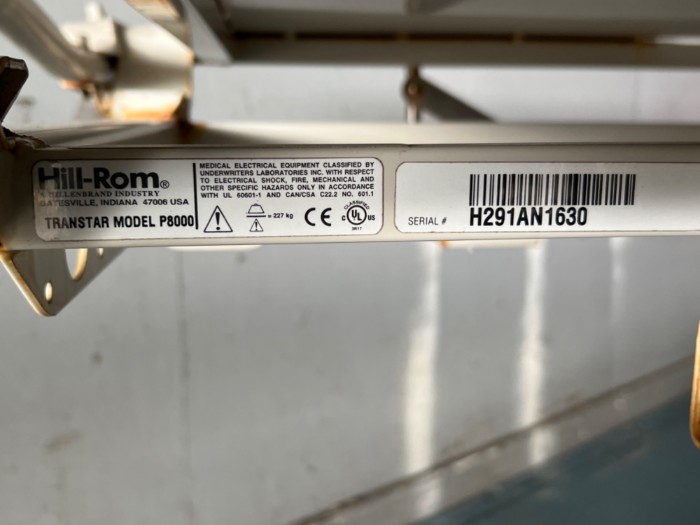 Hill-Rom®
A HILLENBRAND INDUSTRY
BATESVILLE, INDIANA 47006 USA
TRANSTAR MODEL P8000
MEDICAL ELECTRICAL EQUIPMENT CLASSIFIED BY
UNDERWRITERS LABORATORIES INC. WITH RESPECT
TO ELECTRICAL SHOCK, FIRE, MECHANICAL AND
OTHER SPECIFIC HAZARDS ONLY IN ACCORDANCE
WITH UL 60601-1 AND CAN/CSA C22.2 NO. 601.1
= 227 kg
CE
CLASSIFIED
C UL US
SERIAL # H291AN1630